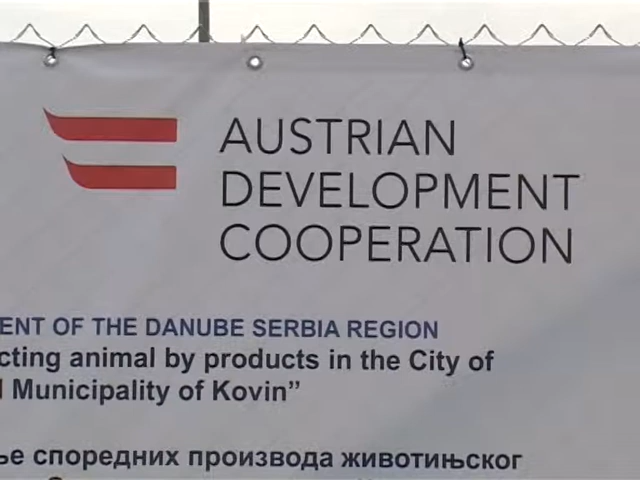 AUSTRIAN
DEVELOPMENT
COOPERATION
ENT OF THE DANUBE SERBIA REGION
cting animal by products in the City of
Municipality of Kovin”
ье споредних производа животињског